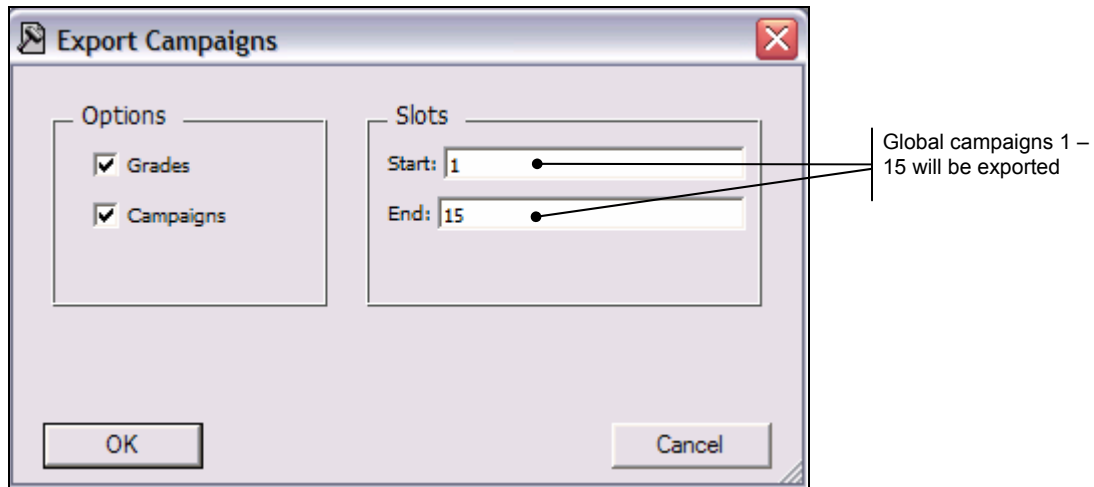 Export Campaigns
Options
Grades
Campaigns
Slots
Start: 1
End: 15
OK
Cancel
Global campaigns 1 –
15 will be exported